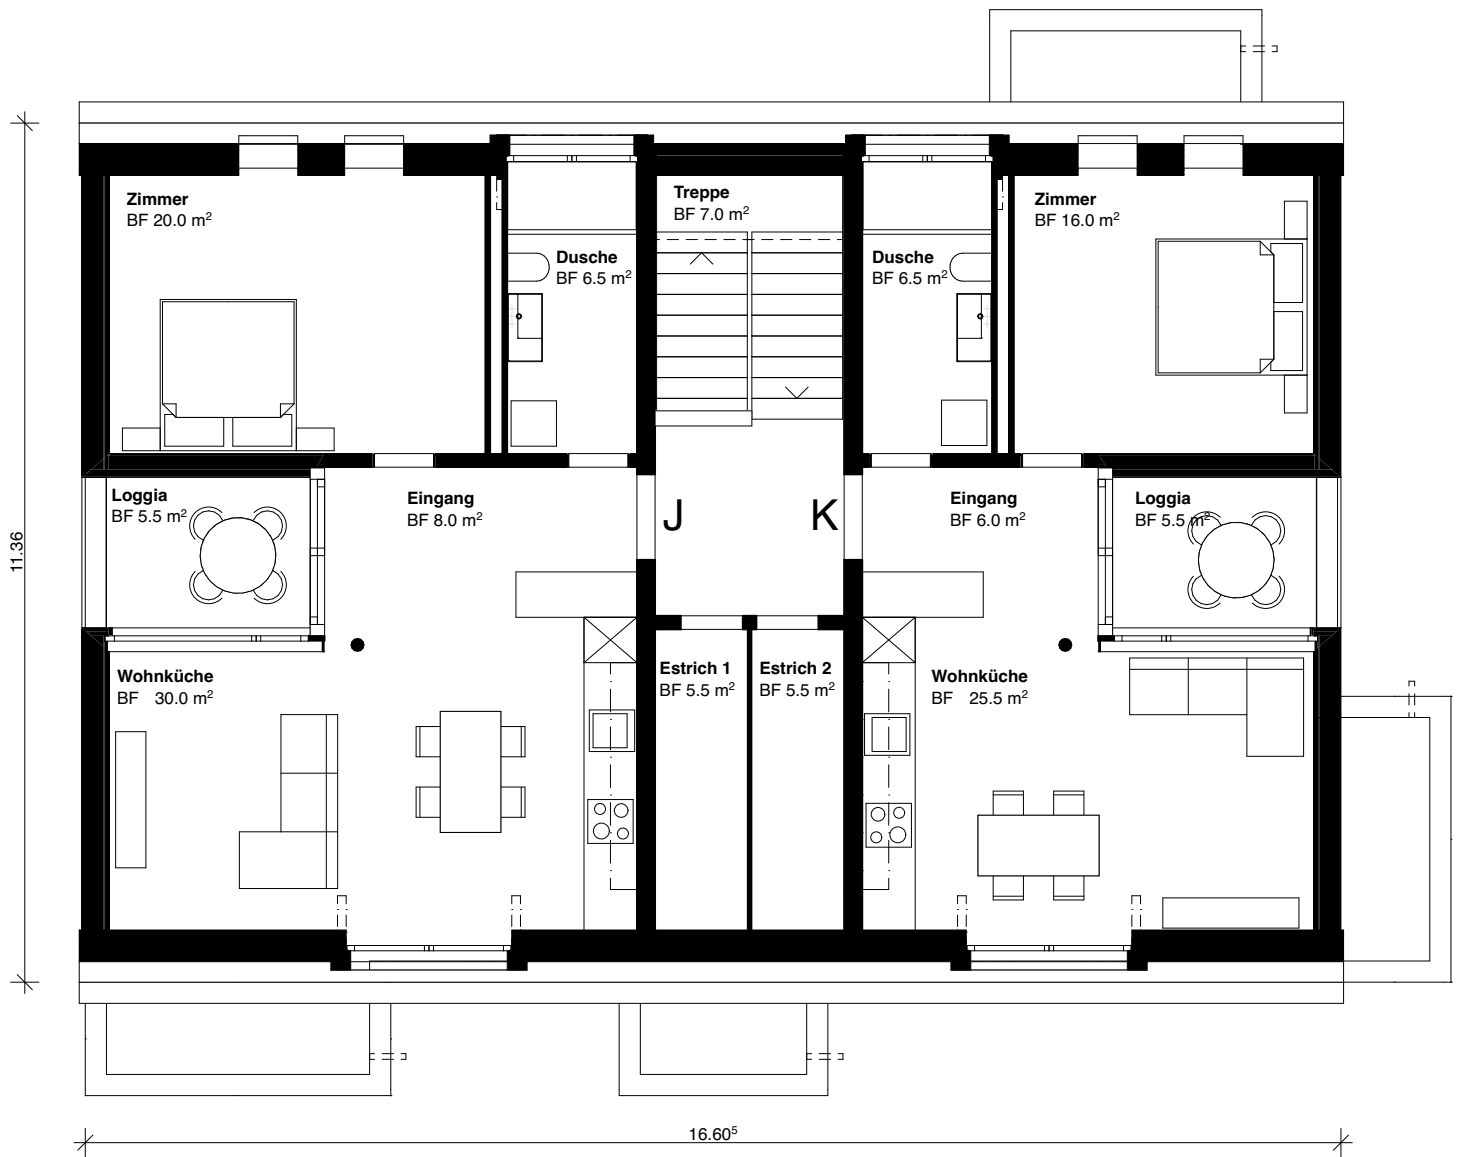 Zimmer
BF 20.0 m²
Treppe
BF 7.0 m²
Zimmer
BF 16.0 m²
Dusche
BF 6.5 m²
Dusche
BF 6.5 m²
Loggia
BF 5.5 m²
Eingang
BF 8.0 m²
J
K
Eingang
BF 6.0 m²
Loggia
BF 5.5 m²
11.36
Wohnküche
BF 30.0 m²
Estrich 1
BF 5.5 m²
Estrich 2
BF 5.5 m²
Wohnküche
BF 25.5 m²
16.60⁵